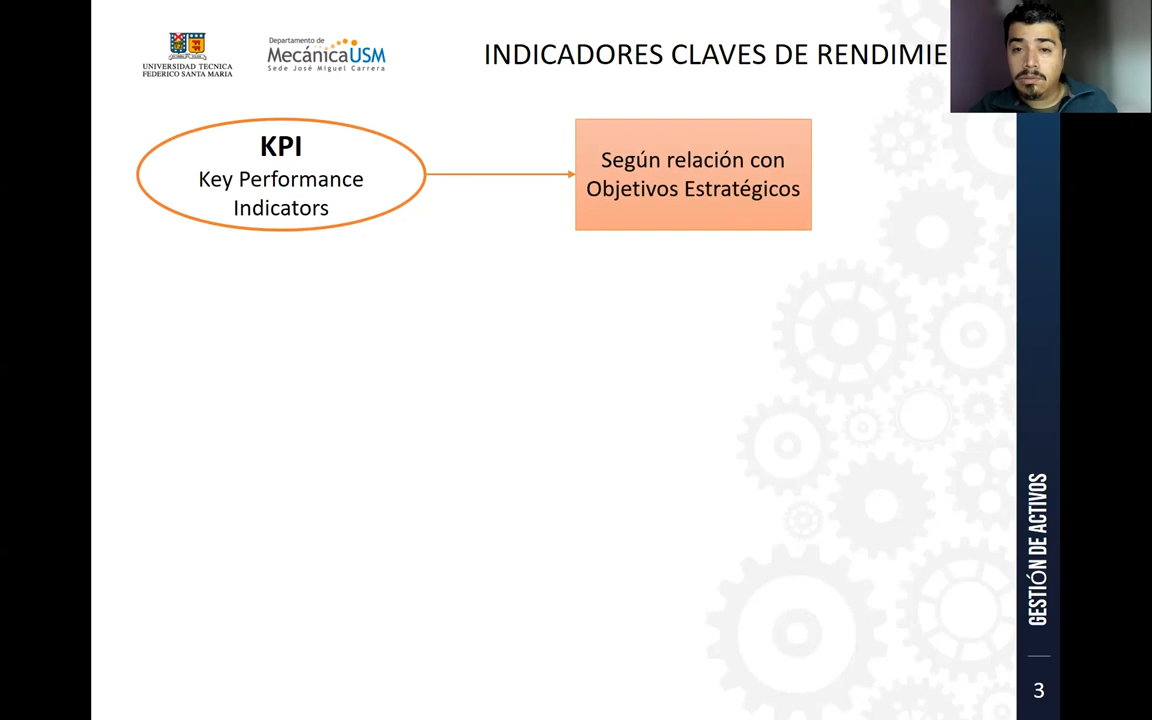 UNIVERSIDAD TECNICA
FEDERICO SANTA MARIA
Departamento de
MecánicaUSM
Sede José Miguel Carrera
INDICADORES CLAVES DE RENDIMIE
KPI
Key Performance
Indicators
Según relación con
Objetivos Estratégicos
GESTIÓN DE ACTIVOS
3